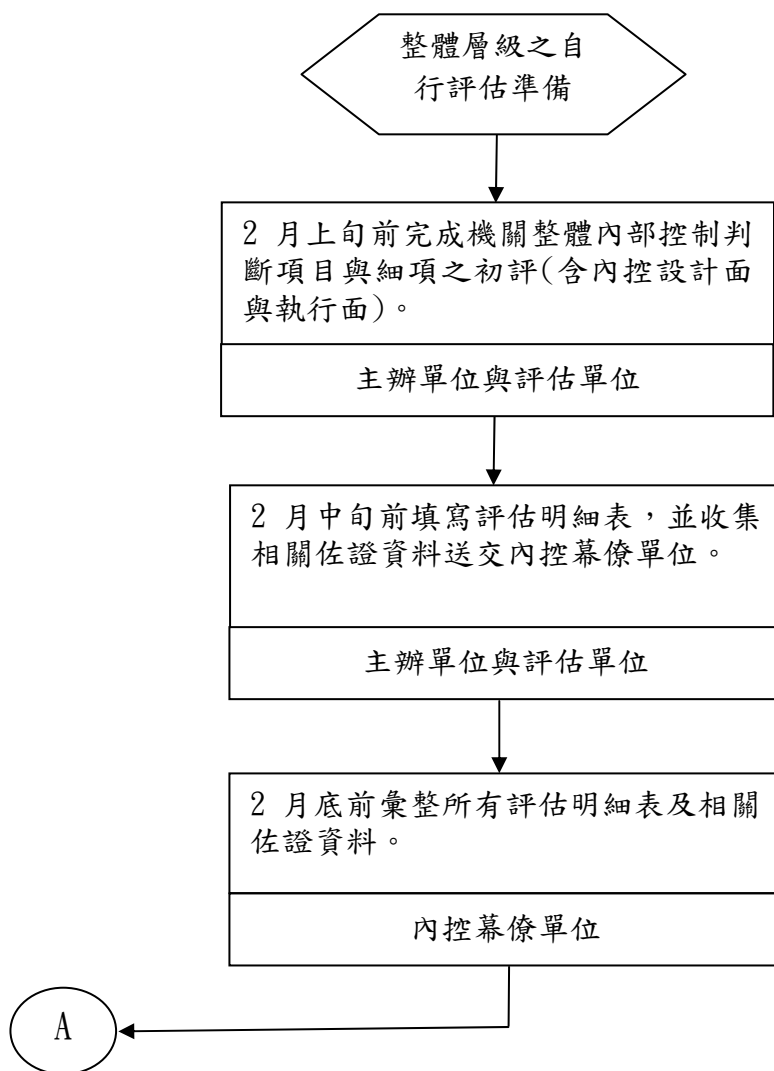 整體層級之自
行評估準備
2 月上旬前完成機關整體內部控制判
斷項目與細項之初評(含內控設計面
與執行面)。
主辦單位與評估單位
2 月中旬前填寫評估明細表，並收集
相關佐證資料送交內控幕僚單位。
主辦單位與評估單位
2 月底前彙整所有評估明細表及相關
佐證資料。
內控幕僚單位
A